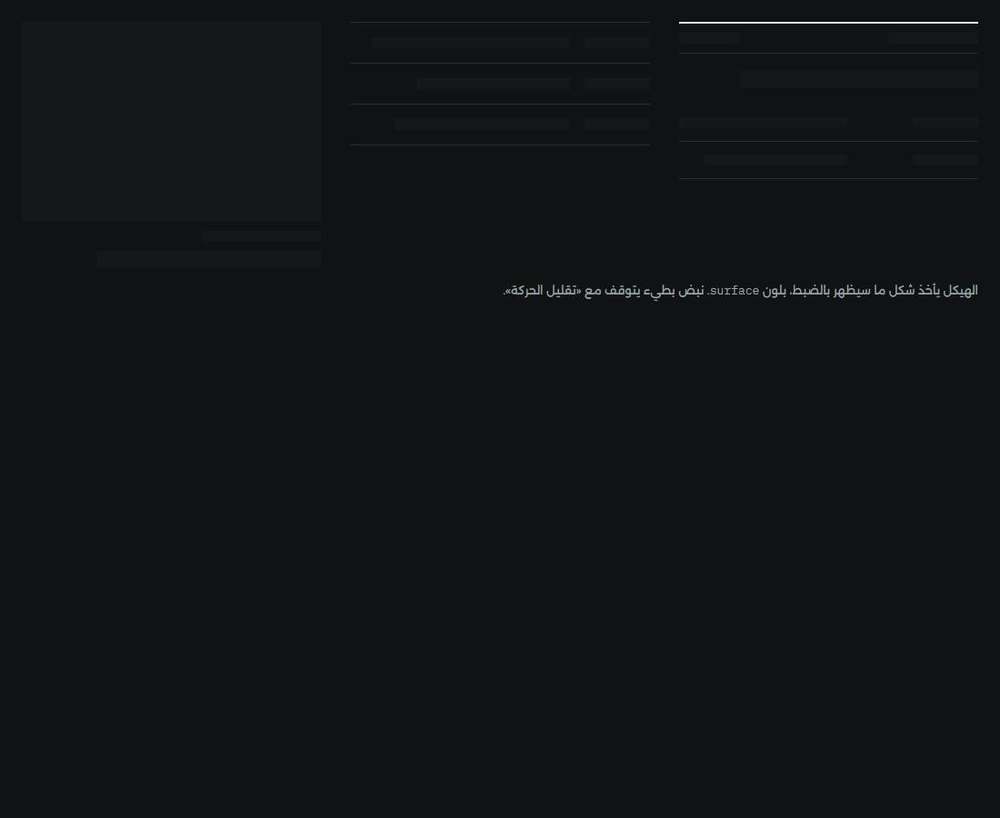 الهيكل يأخذ شكل ما سيظهر بالضبط، بلون surface. نبض بطيء يتوقف مع «تقليل الحركة».